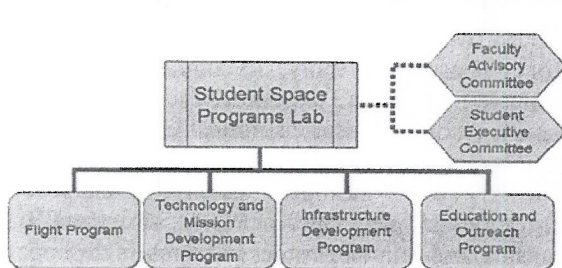 Faculty
Advisory
Committee
Student Space
Programs Lab
Student
Executive
Committee
Flight Program
Technology and
Mission
Development
Program
Infrastructure
Development
Program
Education and
Outreach
Program